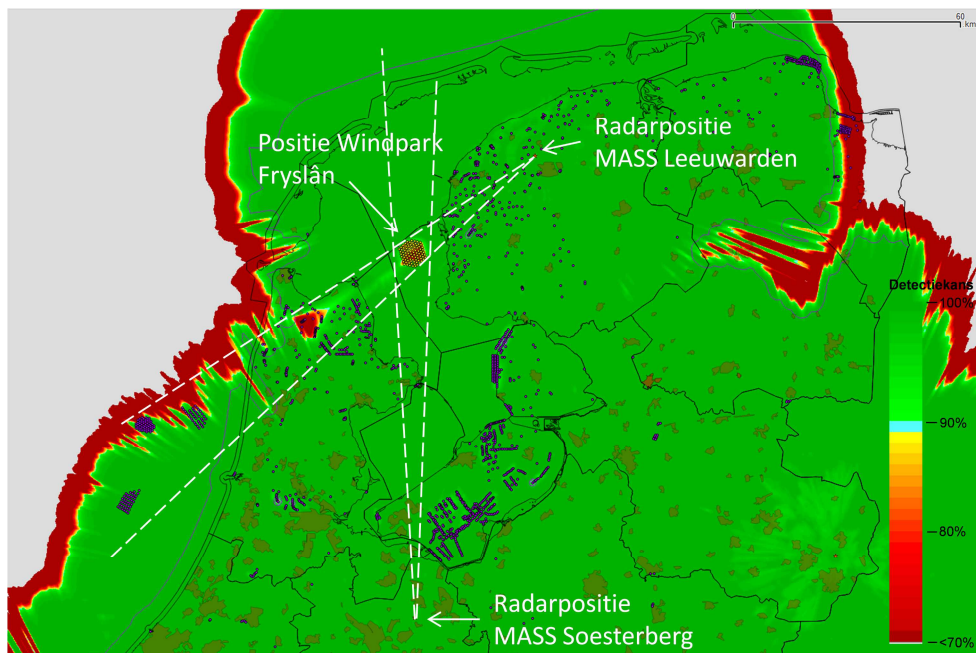 0 60
km
Positie Windpark
Fryslân
Radarpositie
MASS Leeuwarden
Detectiekans
100%
90%
80%
<70%
Radarpositie
MASS Soesterberg